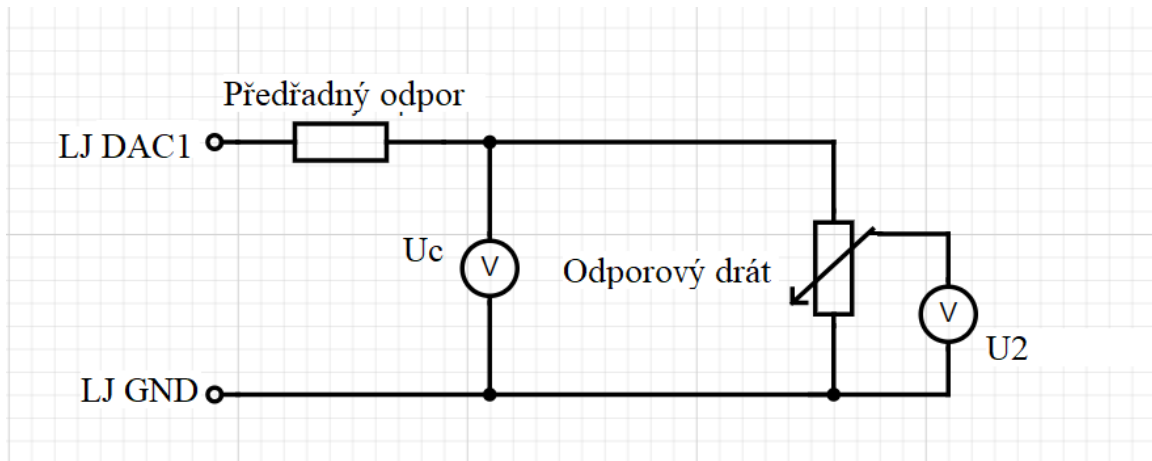 Předřadný odpor
LJ DAC1
Uc
V
Odporový drát
V
U2
LJ GND